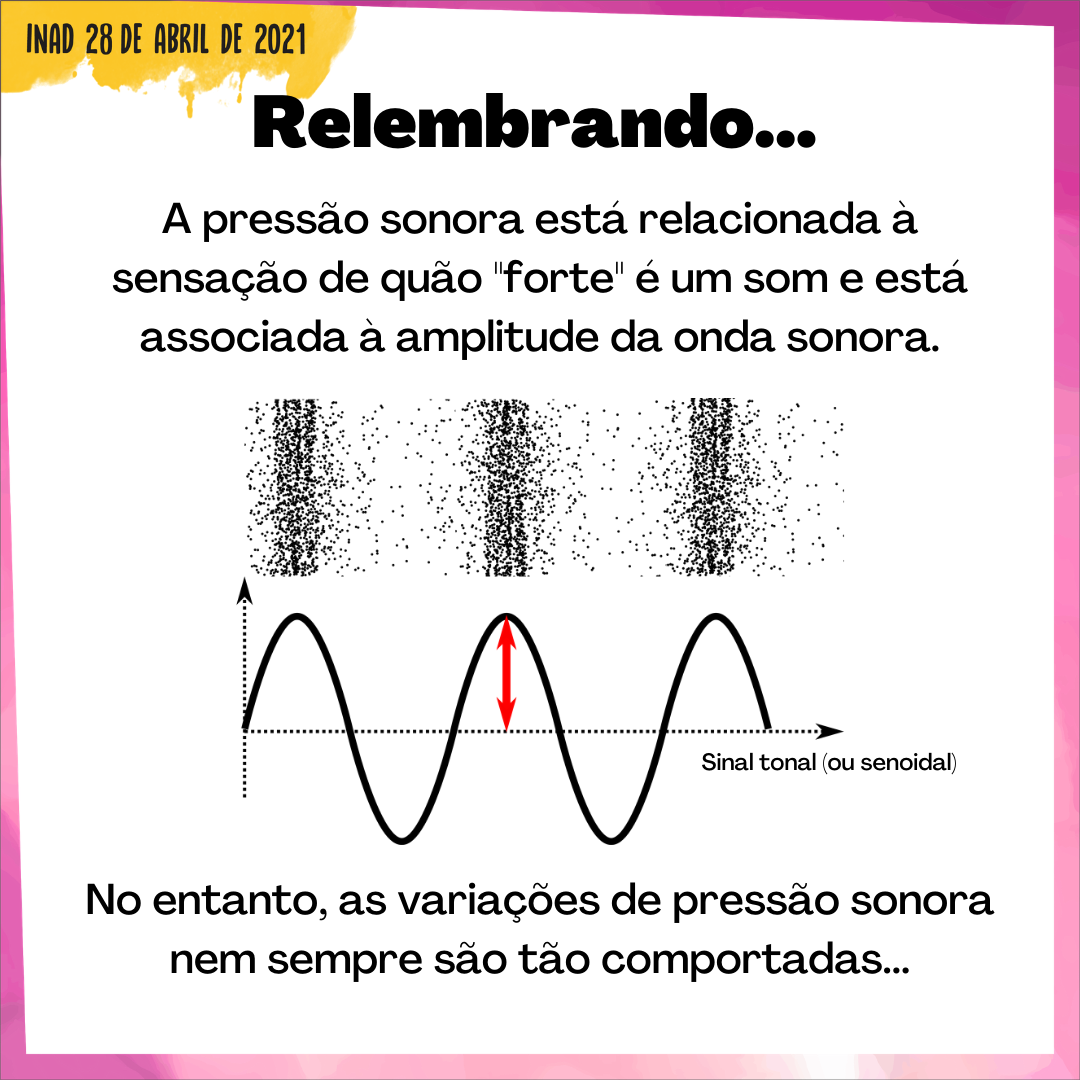 INAD 28 DE ABRIL DE 2021
Relembrando...
A pressão sonora está relacionada à
sensação de quão "forte" é um som e está
associada à amplitude da onda sonora.
Sinal tonal (ou senoidal)
No entanto, as variações de pressão sonora
nem sempre são tão comportadas...